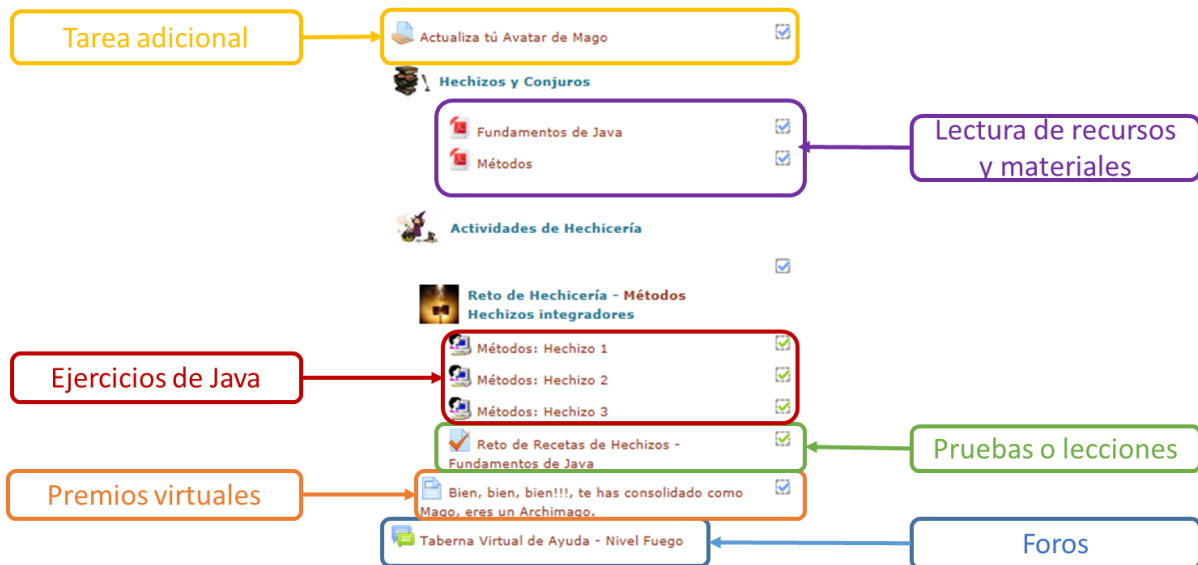 Tarea adicional
Actualiza tú Avatar de Mago
Hechizos y Conjuros
Fundamentos de Java
Métodos
Lectura de recursos
y materiales
Actividades de Hechicería
Reto de Hechicería - Métodos
Hechizos integradores
Ejercicios de Java
Métodos: Hechizo 1
Métodos: Hechizo 2
Métodos: Hechizo 3
Reto de Recetas de Hechizos -
Fundamentos de Java
Pruebas o lecciones
Premios virtuales
Bien, bien, bien!!!, te has consolidado como
Mago, eres un Archimago.
Taberna Virtual de Ayuda - Nivel Fuego
Foros